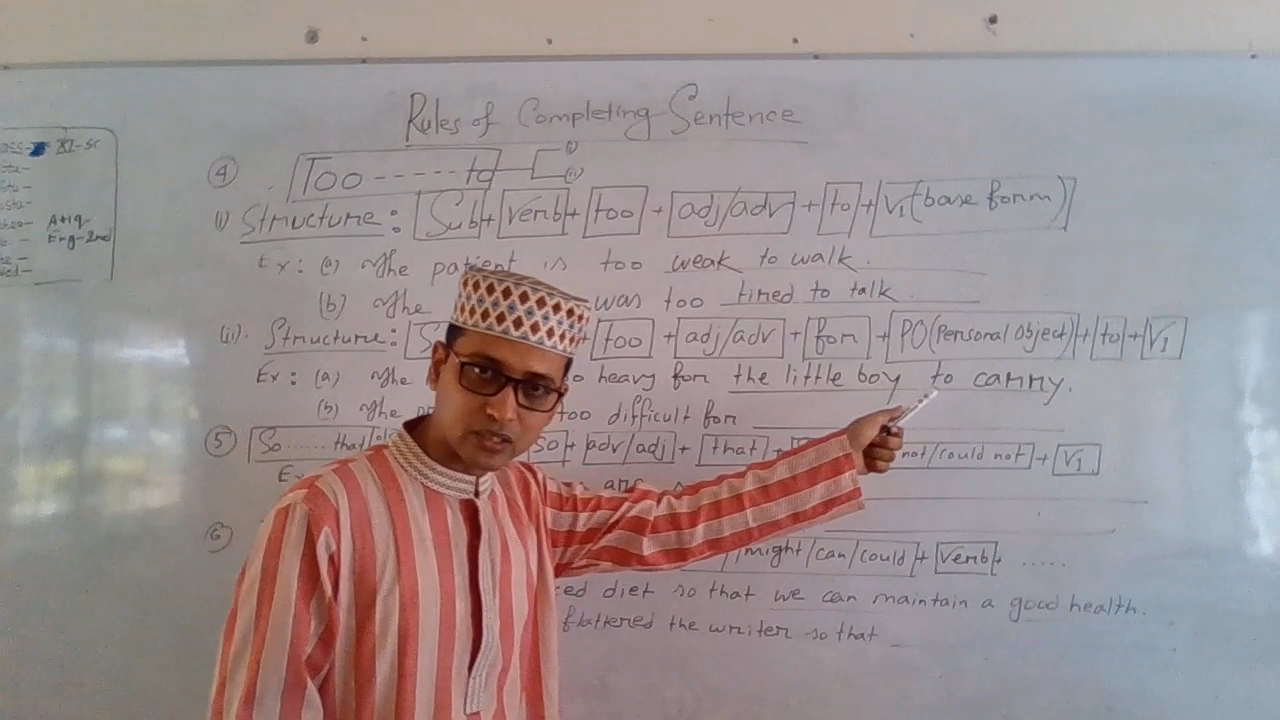 Rules of Completing Sentence
④ Too ----- to (i) (ii)
(i) Structure: Sub + verb + too + adj/adv + to + V1 (base form)
Ex: (a) The patient is too weak to walk.
(b) The was too tired to talk.
(ii). Structure: too + adj/adv + for + PO (Personal Object) + to + V1
Ex: (a) The heavy for the little boy to carry.
(b) The too difficult for
⑤ So ...... that so + adv/adj + that + not/could not + V1
Ex are
⑥ might/can/could + verb + .....
diet so that we can maintain a good health.
flattered the writer so that
XI-Sc
Atiq
Eng-2nd